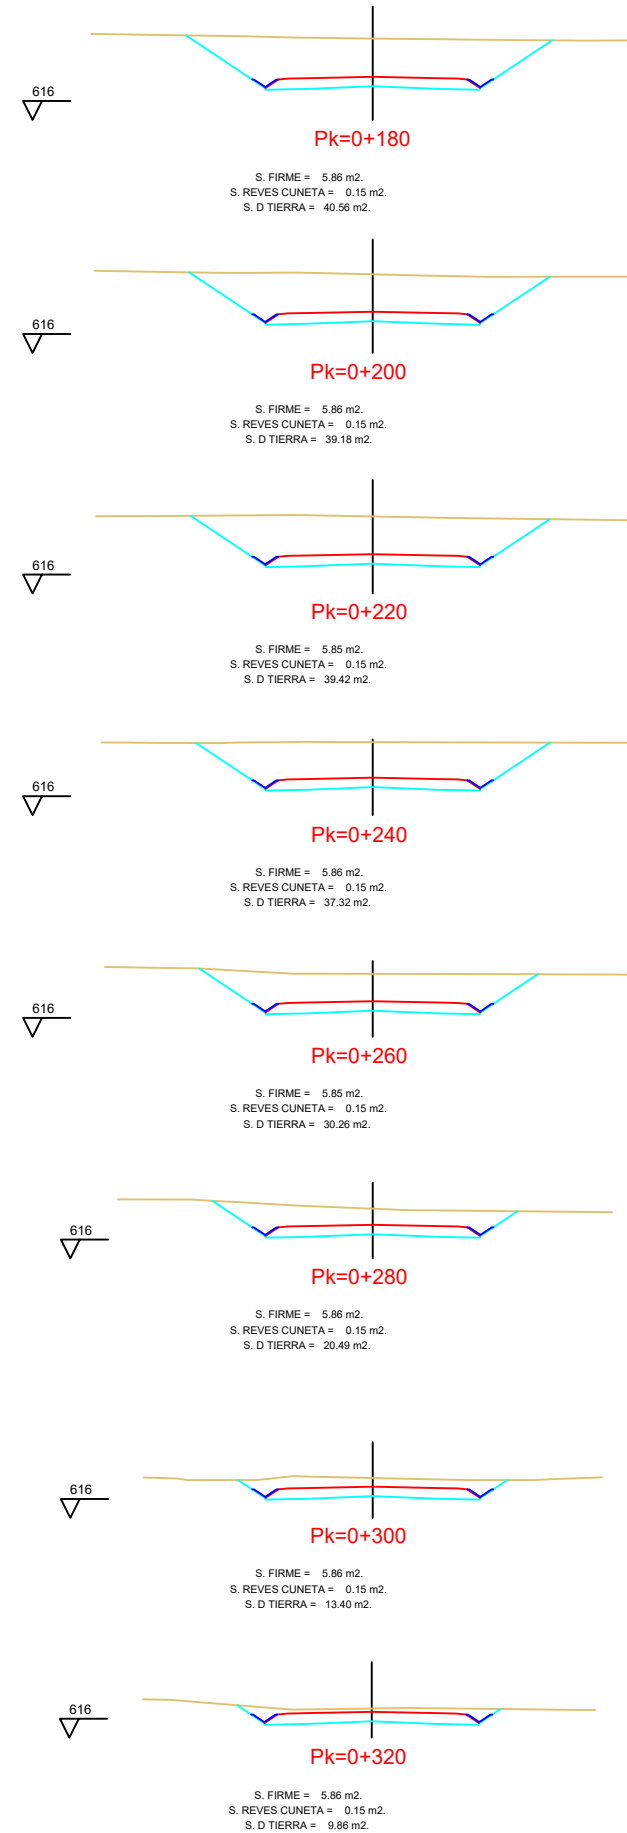 616
Pk=0+180
S. FIRME = 5.86 m2.
S. REVES CUNETA = 0.15 m2.
S. D TIERRA = 40.56 m2.
616
Pk=0+200
S. FIRME = 5.86 m2.
S. REVES CUNETA = 0.15 m2.
S. D TIERRA = 39.18 m2.
616
Pk=0+220
S. FIRME = 5.85 m2.
S. REVES CUNETA = 0.15 m2.
S. D TIERRA = 39.42 m2.
616
Pk=0+240
S. FIRME = 5.86 m2.
S. REVES CUNETA = 0.15 m2.
S. D TIERRA = 37.32 m2.
616
Pk=0+260
S. FIRME = 5.85 m2.
S. REVES CUNETA = 0.15 m2.
S. D TIERRA = 30.26 m2.
616
Pk=0+280
S. FIRME = 5.86 m2.
S. REVES CUNETA = 0.15 m2.
S. D TIERRA = 20.49 m2.
616
Pk=0+300
S. FIRME = 5.86 m2.
S. REVES CUNETA = 0.15 m2.
S. D TIERRA = 13.40 m2.
616
Pk=0+320
S. FIRME = 5.86 m2.
S. REVES CUNETA = 0.15 m2.
S. D TIERRA = 9.86 m2.